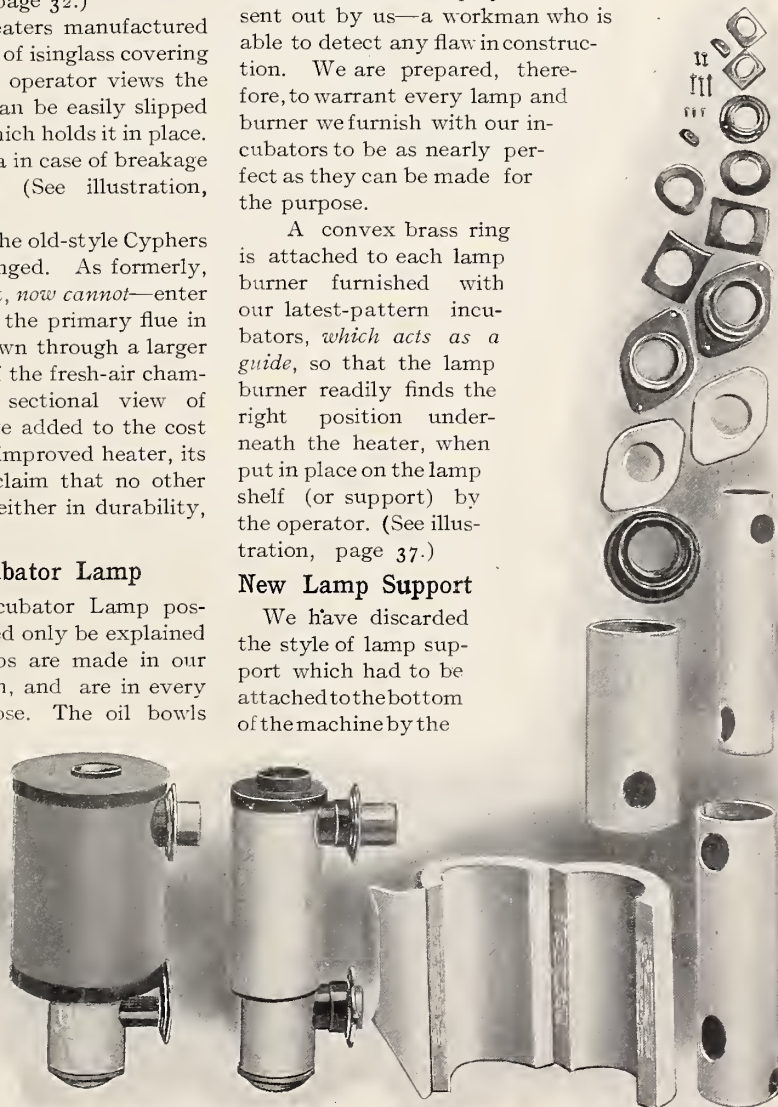 page 32.)
eaters manufactured
of isinglass covering
operator views the
an be easily slipped
hich holds it in place.
a in case of breakage
(See illustration,
he old-style Cyphers
nged. As formerly,
, now cannot—enter
the primary flue in
wn through a larger
f the fresh-air cham-
sectional view of
e added to the cost
improved heater, its
claim that no other
either in durability,
bator Lamp
cubator Lamp pos-
ed only be explained
ps are made in our
n, and are in every
ose. The oil bowls
sent out by us—a workman who is
able to detect any flaw in construc-
tion. We are prepared, there-
fore, to warrant every lamp and
burner we furnish with our in-
cubators to be as nearly per-
fect as they can be made for
the purpose.
A convex brass ring
is attached to each lamp
burner furnished with
our latest-pattern incu-
bators, which acts as a
guide, so that the lamp
burner readily finds the
right position under-
neath the heater, when
put in place on the lamp
shelf (or support) by
the operator. (See illus-
tration, page 37.)
New Lamp Support
We have discarded
the style of lamp sup-
port which had to be
attached to the bottom
of the machine by the